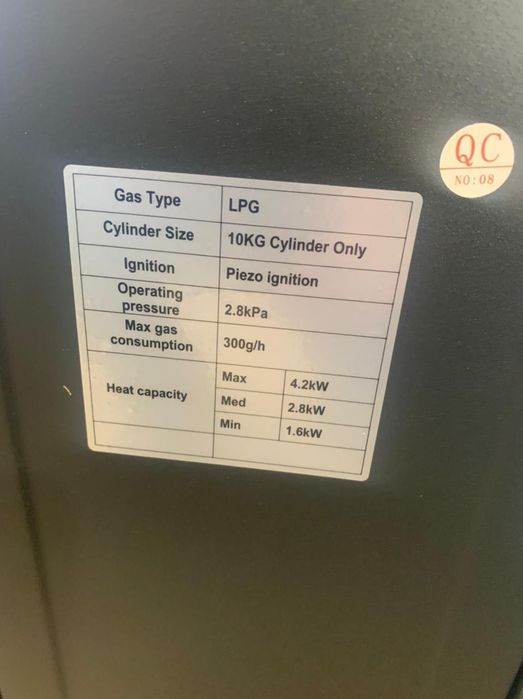 QC
NO:08
Gas Type LPG
Cylinder Size 10KG Cylinder Only
Ignition Piezo ignition
Operating
pressure 2.8kPa
Max gas
consumption 300g/h
Heat capacity Max 4.2kW
Med 2.8kW
Min 1.6kW